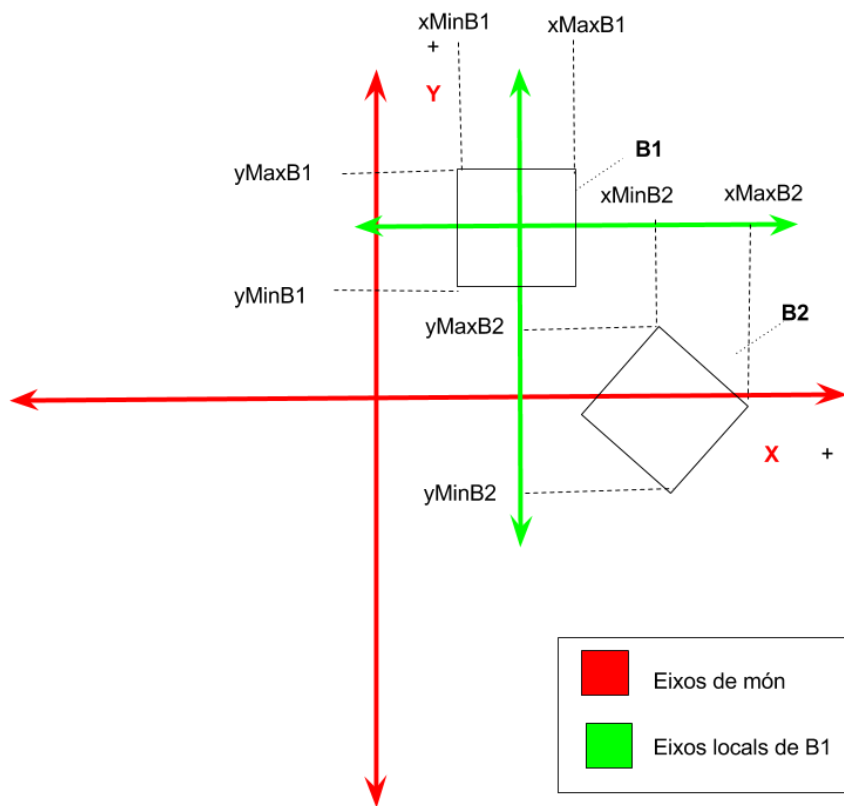 xMinB1
xMaxB1
+
Y
B1
yMaxB1
xMinB2
xMaxB2
yMinB1
yMaxB2
B2
X +
yMinB2
Eixos de món
Eixos locals de B1